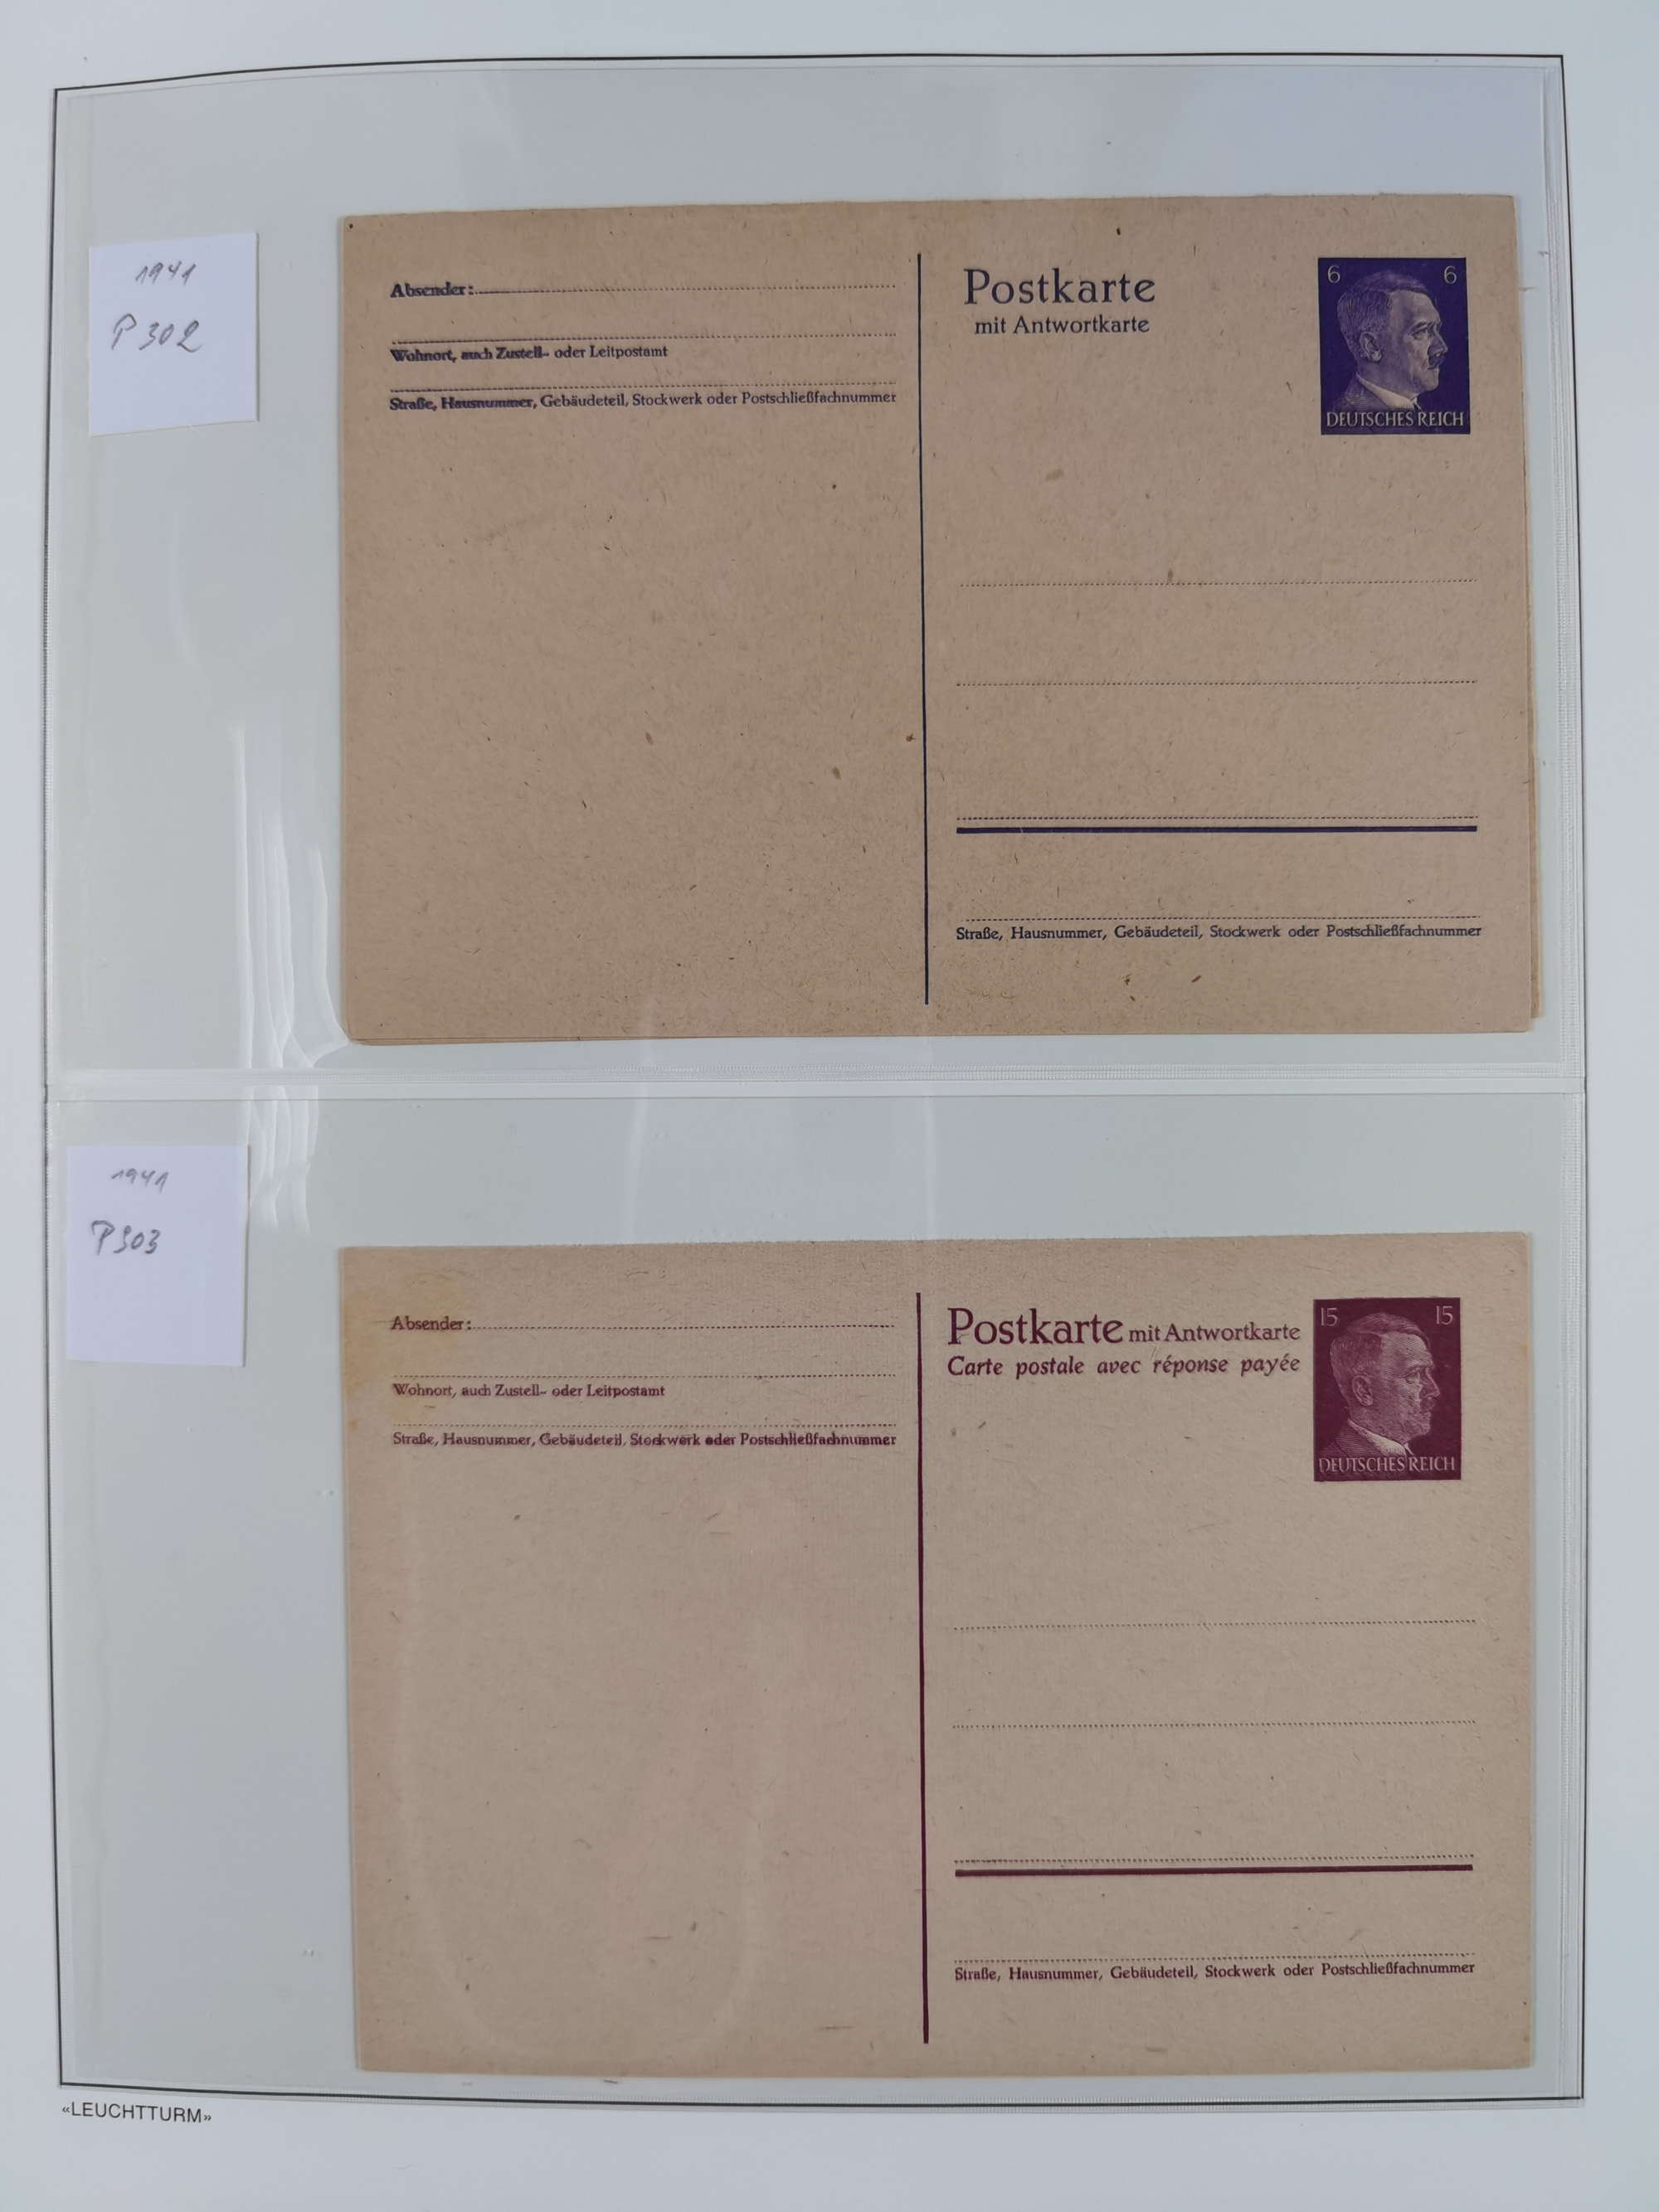 1941
P 302
Absender:
Wohnort, auch Zustell- oder Leitpostamt
Straße, Hausnummer, Gebäudeteil, Stockwerk oder Postschließfachnummer
Postkarte
mit Antwortkarte
6 6
DEUTSCHES REICH
Straße, Hausnummer, Gebäudeteil, Stockwerk oder Postschließfachnummer
1941
P303
Absender:
Wohnort, auch Zustell- oder Leitpostamt
Straße, Hausnummer, Gebäudeteil, Stockwerk oder Postschließfachnummer
Postkarte mit Antwortkarte
Carte postale avec réponse payée
15 15
DEUTSCHES REICH
Straße, Hausnummer, Gebäudeteil, Stockwerk oder Postschließfachnummer
«LEUCHTTURM»